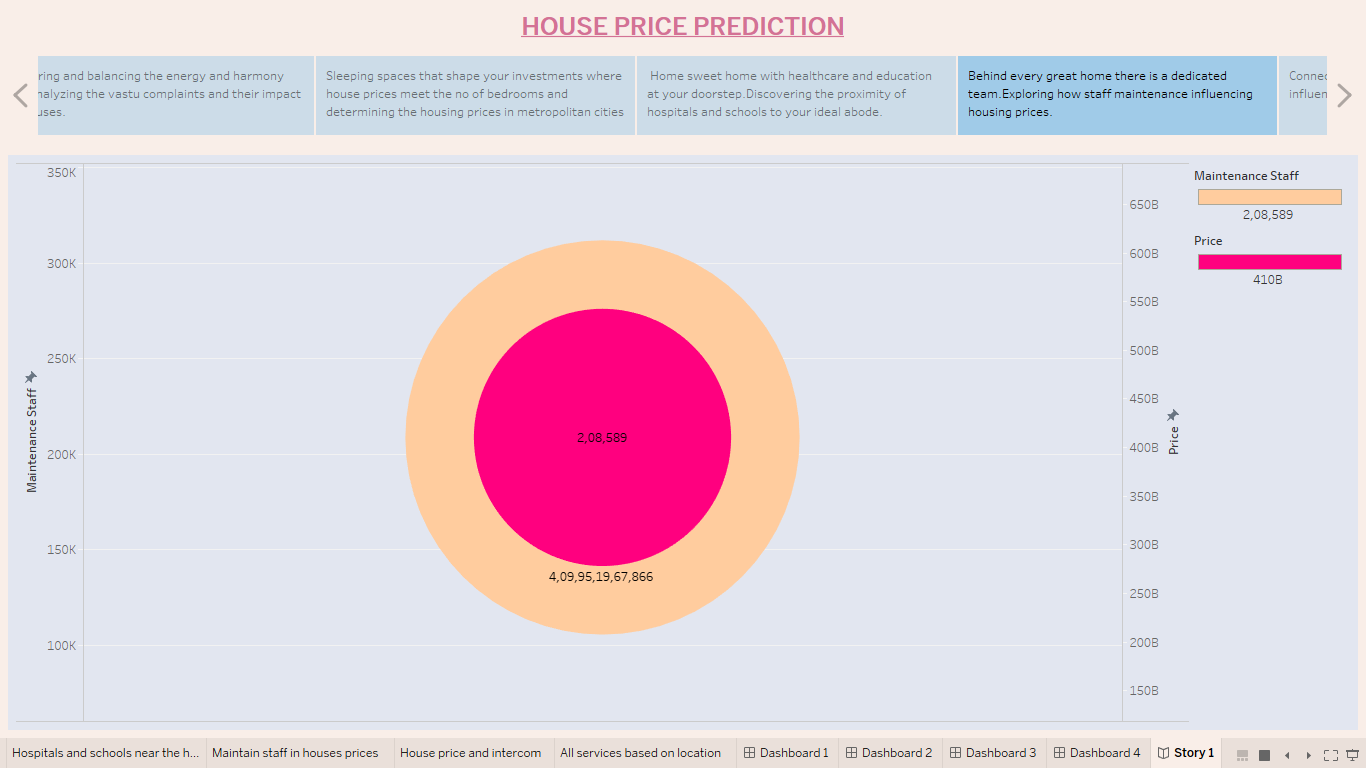 HOUSE PRICE PREDICTION
ring and balancing the energy and harmony
nalyzing the vastu complaints and their impact
uses.
Sleeping spaces that shape your investments where
house prices meet the no of bedrooms and
determining the housing prices in metropolitan cities
Home sweet home with healthcare and education
at your doorstep.Discovering the proximity of
hospitals and schools to your ideal abode.
Behind every great home there is a dedicated
team.Exploring how staff maintenance influencing
housing prices.
Connec
influen
350K
300K
250K
200K
150K
100K
Maintenance Staff
2,08,589
4,09,95,19,67,866
650B
600B
550B
500B
450B
400B
350B
300B
250B
200B
150B
Price
Maintenance Staff
2,08,589
Price
410B
Hospitals and schools near the h...
Maintain staff in houses prices
House price and intercom
All services based on location
Dashboard 1
Dashboard 2
Dashboard 3
Dashboard 4
Story 1